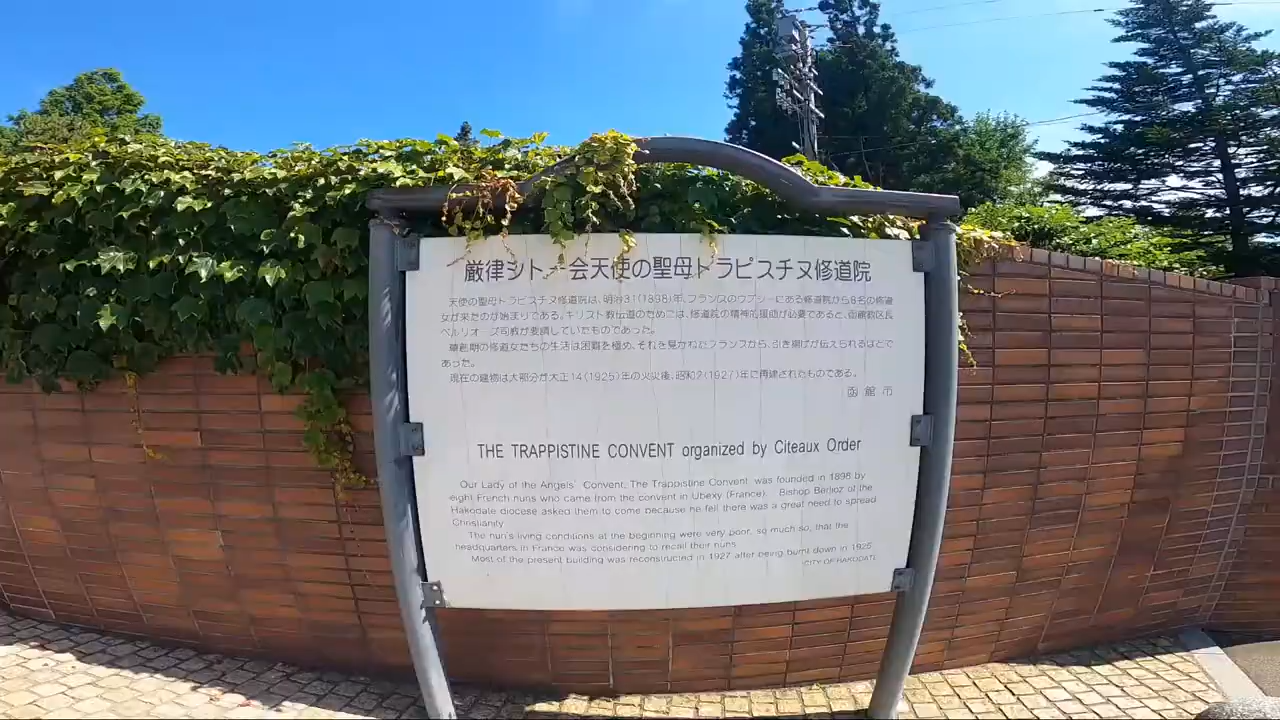 厳律シトー会天使の聖母トラピスチヌ修道院
天使の聖母トラピスチヌ修道院は、明治31(1898)年、フランスのウプシーにある修道院から8名の修道
女が来たのが始まりである。キリスト教伝道のためには、修道院の精神的援助が必要であると、函館教区長
ベルリオーズ司教が要請していたものであった。
草創期の修道女たちの生活は困難を極め、それを見かねたフランスから、引き揚げが伝えられるほどで
あった。
現在の建物は大部分が大正14(1925)年の火災後、昭和2(1927)年に再建されたものである。
函館市
THE TRAPPISTINE CONVENT organized by Citeaux Order
Our Lady of the Angels' Convent, The Trappistine Convent was founded in 1898 by
eight French nuns who came from the convent in Ubexy (France). Bishop Berlioz of the
Hakodate diocese asked them to come because he fell there was a great need to spread
Christianity.
The nun's living conditions at the beginning were very poor, so much so, that the
headquarters in France was considering to recall their nuns.
Most of the present building was reconstructed in 1927 after being burnt down in 1925.
CITY OF HAKODATE